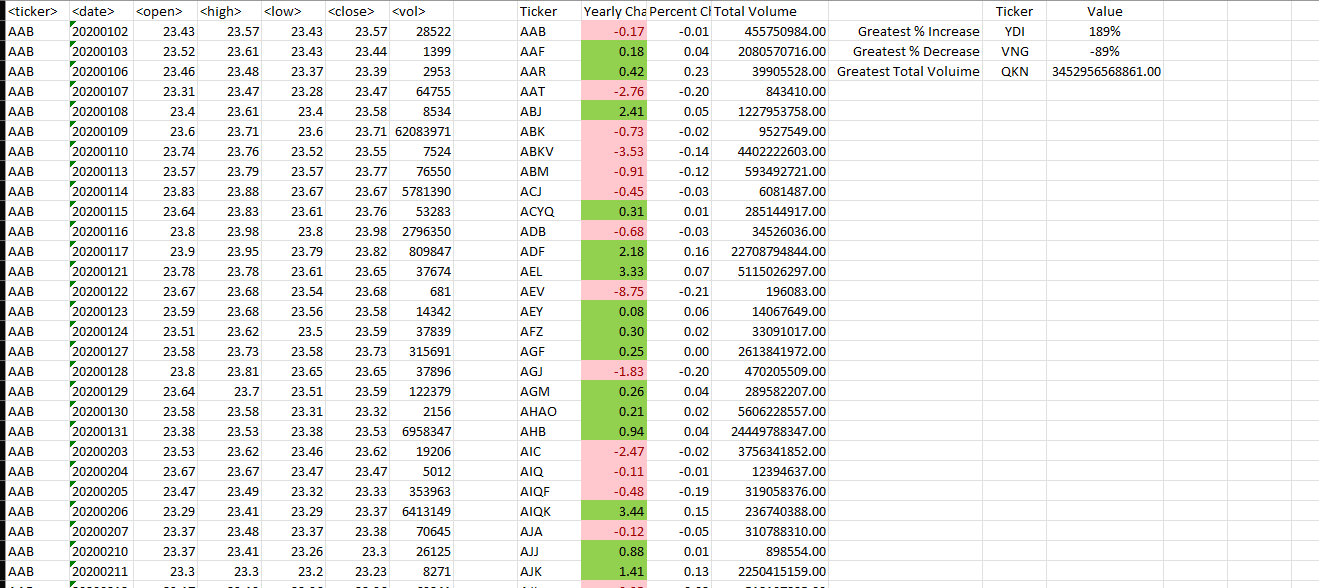 <ticker> <date> <open> <high> <low> <close> <vol> Ticker Yearly Cha Percent Ch Total Volume Ticker Value
AAB 20200102 23.43 23.57 23.43 23.57 28522 AAB -0.17 -0.01 455750984.00 Greatest % Increase YDI 189%
AAB 20200103 23.52 23.61 23.43 23.44 1399 AAF 0.18 0.04 2080570716.00 Greatest % Decrease VNG -89%
AAB 20200106 23.46 23.48 23.37 23.39 2953 AAR 0.42 0.23 39905528.00 Greatest Total Voluime QKN 3452956568861.00
AAB 20200107 23.31 23.47 23.28 23.47 64755 AAT -2.76 -0.20 843410.00
AAB 20200108 23.4 23.61 23.4 23.58 8534 ABJ 2.41 0.05 1227953758.00
AAB 20200109 23.6 23.71 23.6 23.71 62083971 ABK -0.73 -0.02 9527549.00
AAB 20200110 23.74 23.76 23.52 23.55 7524 ABKV -3.53 -0.14 4402222603.00
AAB 20200113 23.57 23.79 23.57 23.77 76550 ABM -0.91 -0.12 593492721.00
AAB 20200114 23.83 23.88 23.67 23.67 5781390 ACJ -0.45 -0.03 6081487.00
AAB 20200115 23.64 23.83 23.61 23.76 53283 ACYQ 0.31 0.01 285144917.00
AAB 20200116 23.8 23.98 23.8 23.98 2796350 ADB -0.68 -0.03 34526036.00
AAB 20200117 23.9 23.95 23.79 23.82 809847 ADF 2.18 0.16 22708794844.00
AAB 20200121 23.78 23.78 23.61 23.65 37674 AEL 3.33 0.07 5115026297.00
AAB 20200122 23.67 23.68 23.54 23.68 681 AEV -8.75 -0.21 196083.00
AAB 20200123 23.59 23.68 23.56 23.58 14342 AEY 0.08 0.06 14067649.00
AAB 20200124 23.51 23.62 23.5 23.59 37839 AFZ 0.30 0.02 33091017.00
AAB 20200127 23.58 23.73 23.58 23.73 315691 AGF 0.25 0.00 2613841972.00
AAB 20200128 23.8 23.81 23.65 23.65 37896 AGJ -1.83 -0.20 470205509.00
AAB 20200129 23.64 23.7 23.51 23.59 122379 AGM 0.26 0.04 289582207.00
AAB 20200130 23.58 23.58 23.31 23.32 2156 AHAO 0.21 0.02 5606228557.00
AAB 20200131 23.38 23.53 23.38 23.53 6958347 AHB 0.94 0.04 24449788347.00
AAB 20200203 23.53 23.62 23.46 23.62 19206 AIC -2.47 -0.02 3756341852.00
AAB 20200204 23.67 23.67 23.47 23.47 5012 AIQ -0.11 -0.01 12394637.00
AAB 20200205 23.47 23.49 23.32 23.33 353963 AIQF -0.48 -0.19 319058376.00
AAB 20200206 23.29 23.41 23.29 23.37 6413149 AIQK 3.44 0.15 236740388.00
AAB 20200207 23.37 23.48 23.37 23.38 70645 AJA -0.12 -0.05 310788310.00
AAB 20200210 23.37 23.41 23.26 23.3 26125 AJJ 0.88 0.01 898554.00
AAB 20200211 23.3 23.3 23.2 23.23 8271 AJK 1.41 0.13 2250415159.00